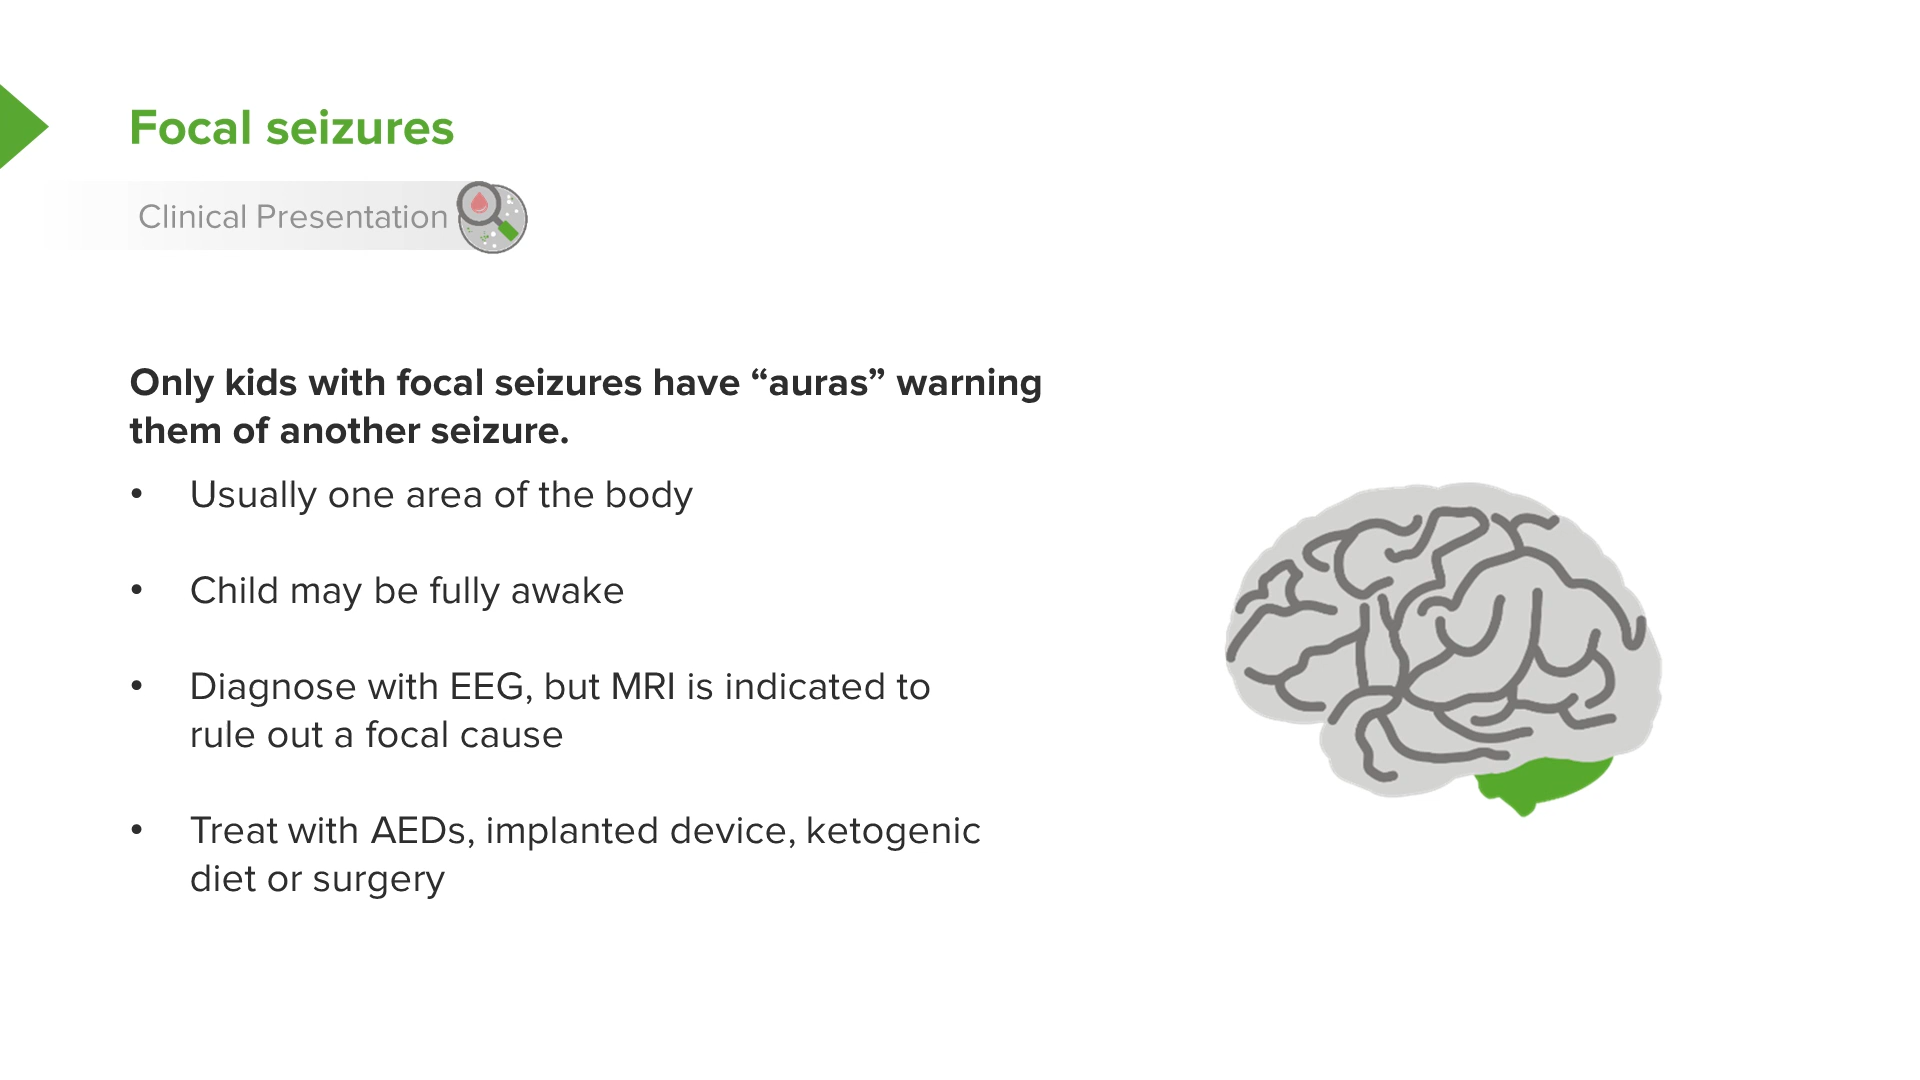 Focal seizures
Clinical Presentation
Only kids with focal seizures have “auras” warning
them of another seizure.
• Usually one area of the body
• Child may be fully awake
• Diagnose with EEG, but MRI is indicated to
rule out a focal cause
• Treat with AEDs, implanted device, ketogenic
diet or surgery